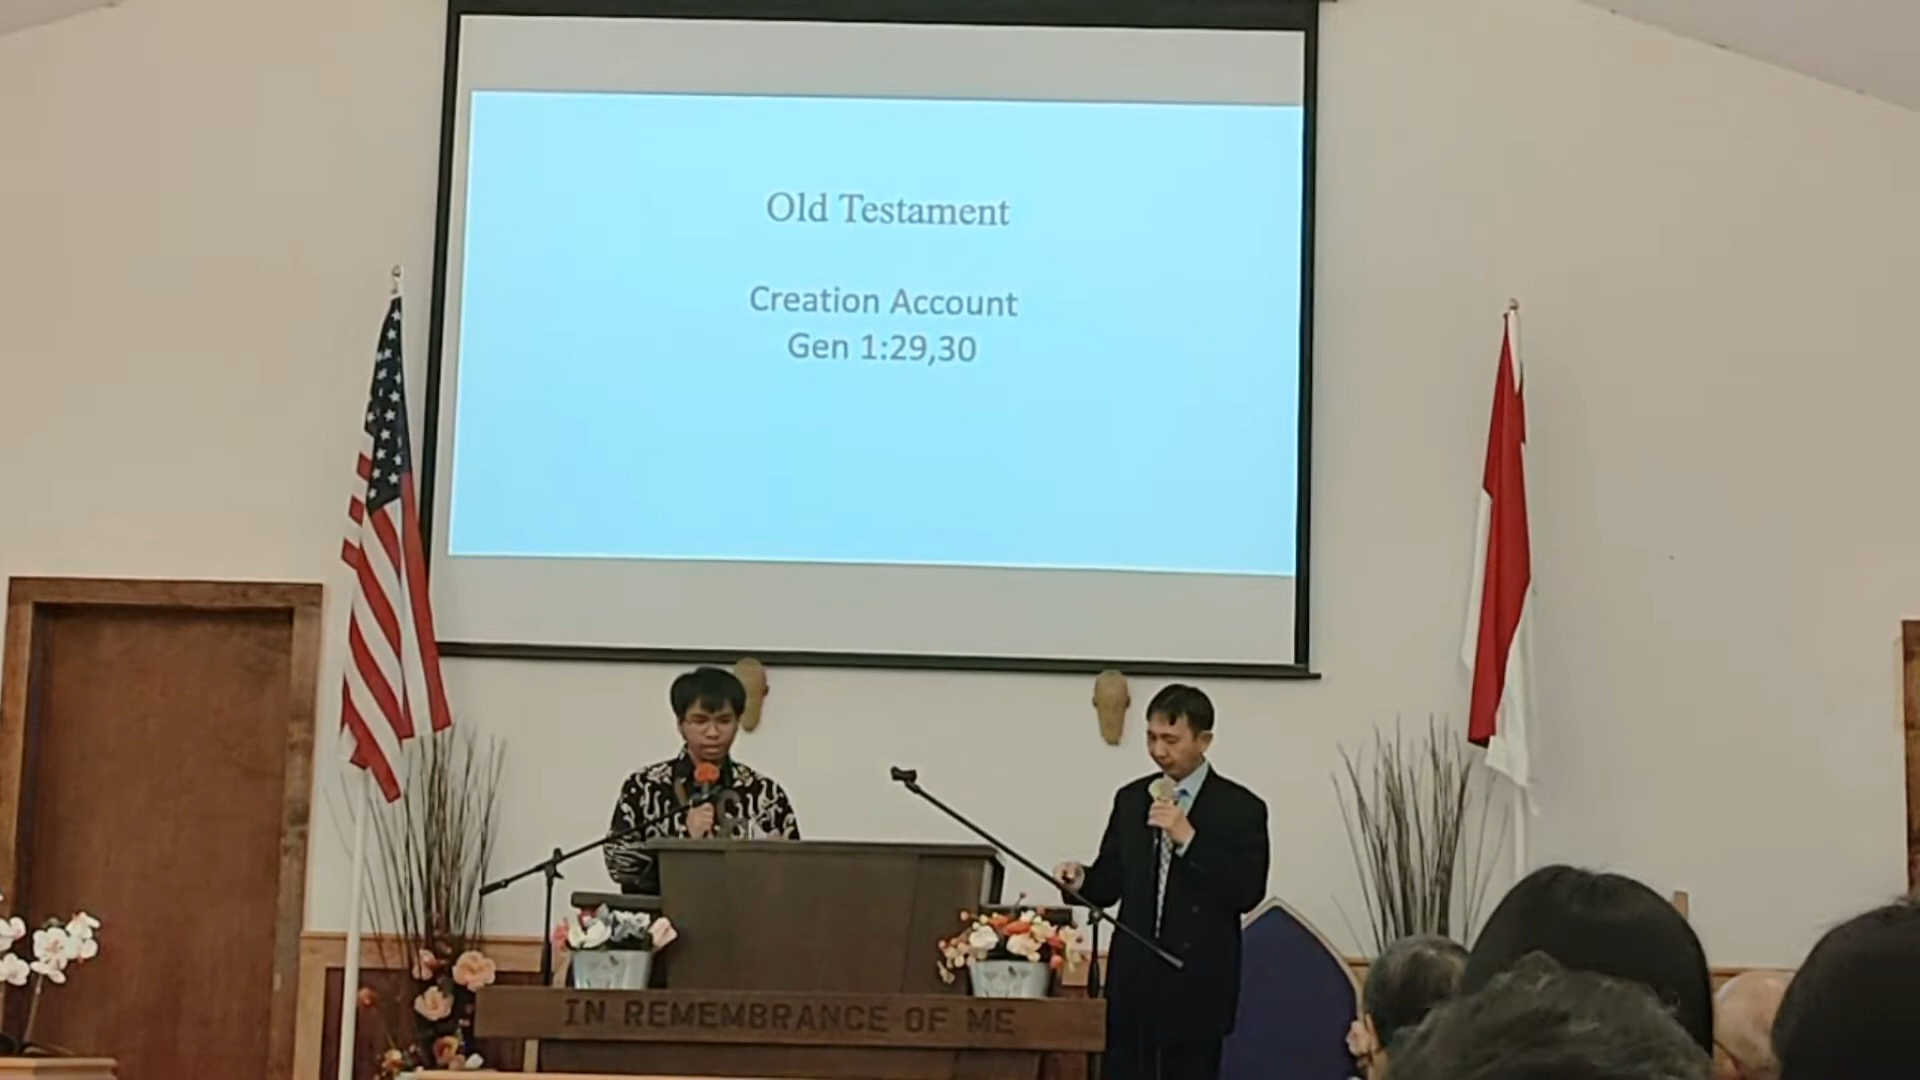 Old Testament
Creation Account
Gen 1:29,30
IN REMEMBRANCE OF ME